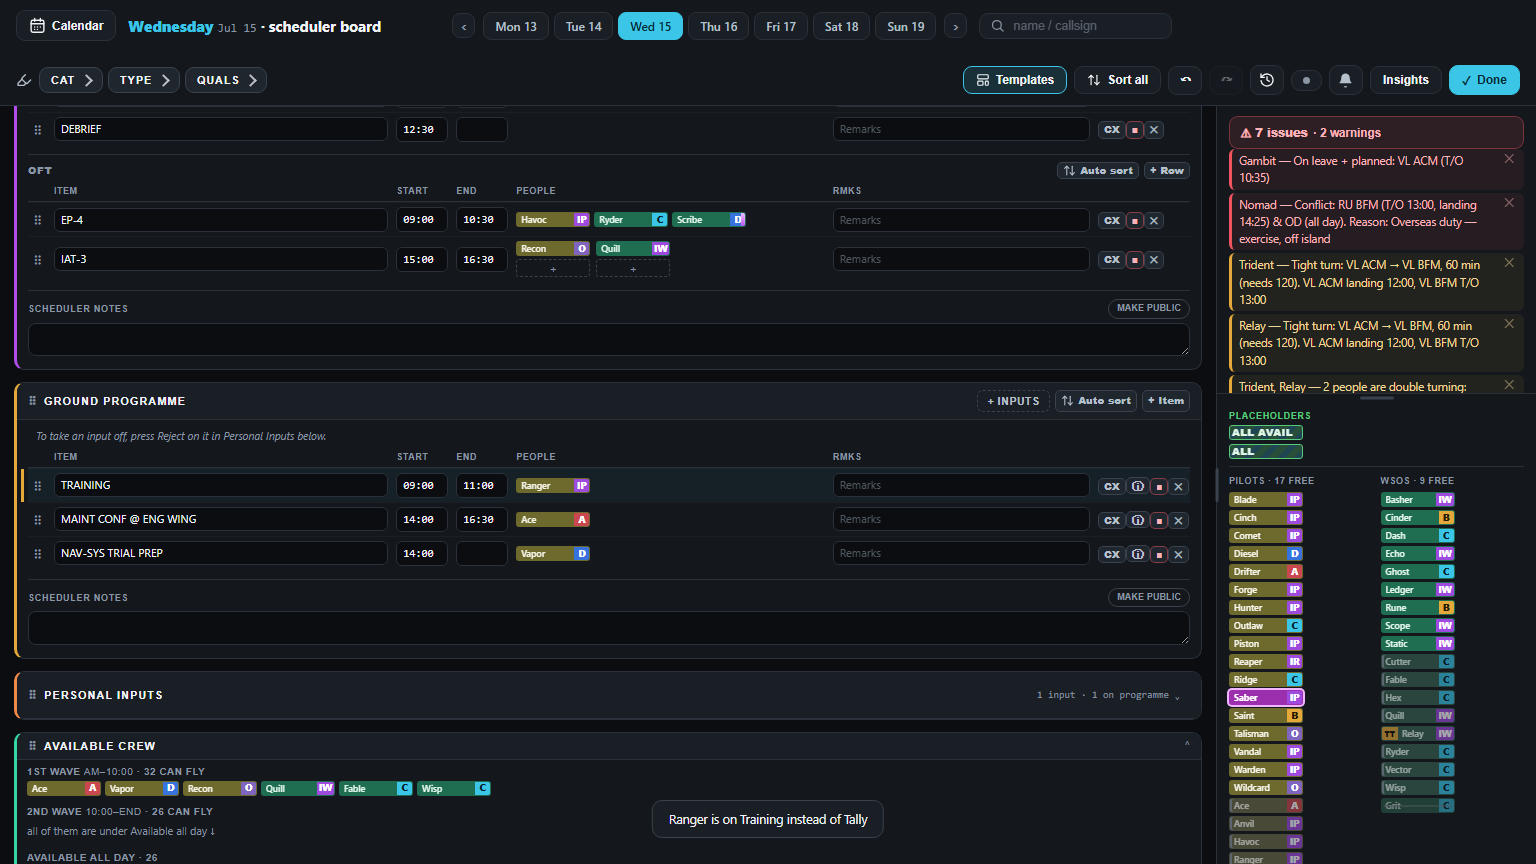 Calendar
Wednesday Jul 15 · scheduler board
‹
Mon 13
Tue 14
Wed 15
Thu 16
Fri 17
Sat 18
Sun 19
›
name / callsign
CAT
TYPE
QUALS
Templates
Sort all
Insights
✓ Done
DEBRIEF
12:30
Remarks
CX
OFT
Auto sort
+ Row
ITEM START END PEOPLE RMKS
EP-4 09:00 10:30 Havoc IP Ryder C Scribe D Remarks CX
IAT-3 15:00 16:30 Recon O Quill IW Remarks CX
+ +
SCHEDULER NOTES
MAKE PUBLIC
GROUND PROGRAMME
+ INPUTS
Auto sort
+ Item
To take an input off, press Reject on it in Personal Inputs below.
ITEM START END PEOPLE RMKS
TRAINING 09:00 11:00 Ranger IP Remarks CX
MAINT CONF @ ENG WING 14:00 16:30 Ace A Remarks CX
NAV-SYS TRIAL PREP 14:00 Vapor D Remarks CX
SCHEDULER NOTES
MAKE PUBLIC
PERSONAL INPUTS
1 input · 1 on programme
AVAILABLE CREW
1ST WAVE AM–10:00 · 32 CAN FLY
Ace A Vapor D Recon O Quill IW Fable C Wisp C
2ND WAVE 10:00–END · 26 CAN FLY
all of them are under Available all day ↓
AVAILABLE ALL DAY · 26
Ranger is on Training instead of Tally
⚠ 7 issues · 2 warnings
Gambit — On leave + planned: VL ACM (T/O
10:35)
Nomad — Conflict: RU BFM (T/O 13:00, landing
14:25) & OD (all day). Reason: Overseas duty —
exercise, off island
Trident — Tight turn: VL ACM → VL BFM, 60 min
(needs 120). VL ACM landing 12:00, VL BFM T/O
13:00
Relay — Tight turn: VL ACM → VL BFM, 60 min
(needs 120). VL ACM landing 12:00, VL BFM T/O
13:00
Trident, Relay — 2 people are double turning:
PLACEHOLDERS
ALL AVAIL
ALL
PILOTS · 17 FREE
Blade IP
Cinch IP
Comet IP
Diesel D
Drifter A
Forge IP
Hunter IP
Outlaw C
Piston IP
Reaper IR
Ridge C
Saber IP
Saint B
Talisman O
Vandal IP
Warden IP
Wildcard O
Ace A
Anvil IP
Havoc IP
Ranger IP
WSOS · 9 FREE
Basher IW
Cinder B
Dash C
Echo IW
Ghost C
Ledger IW
Rune B
Scope IW
Static IW
Cutter C
Fable C
Hex C
Quill IW
TT Relay IW
Ryder C
Vector C
Wisp C
Grit C